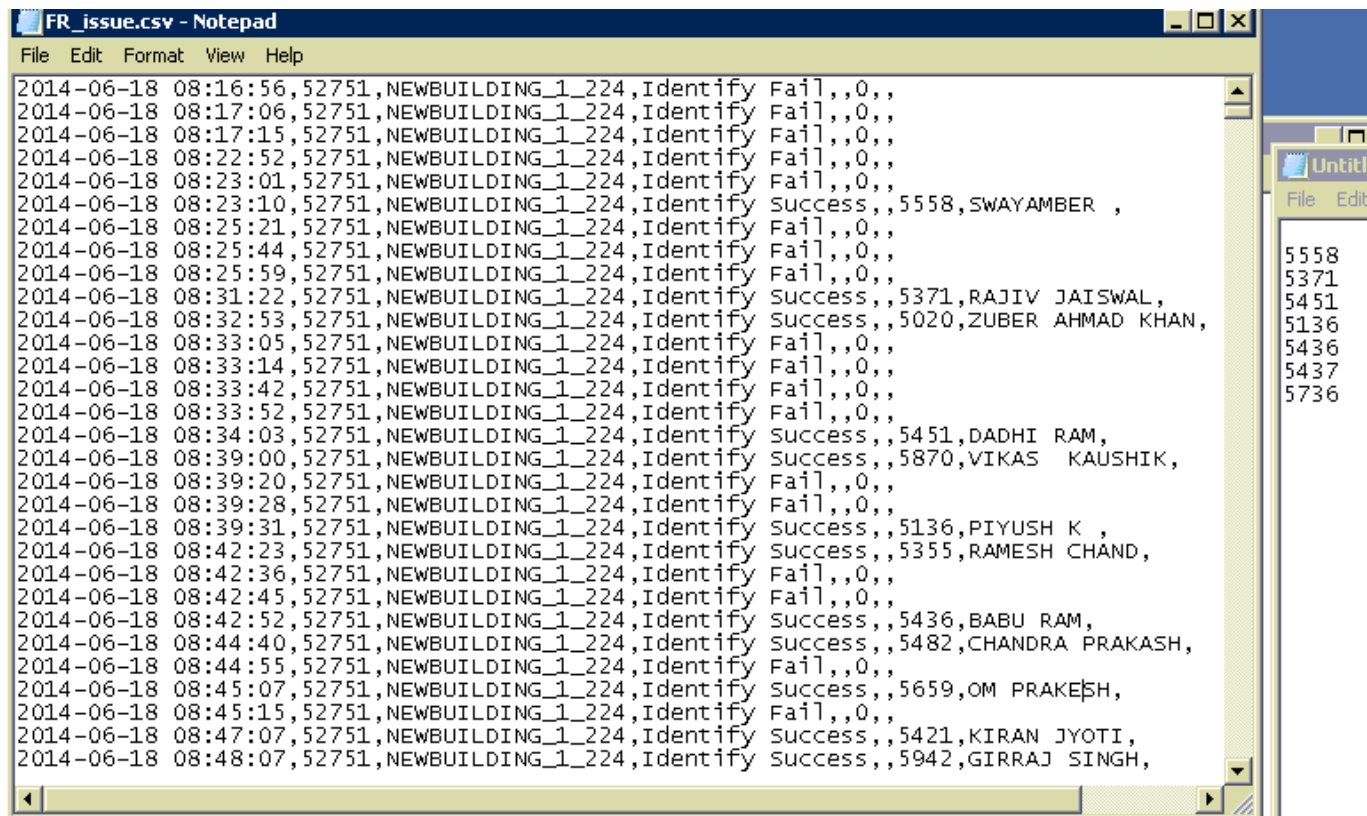 FR_issue.csv - Notepad
File Edit Format View Help
2014-06-18 08:16:56,52751,NEWBUILDING_1_224,Identify Fail,,0,,
2014-06-18 08:17:06,52751,NEWBUILDING_1_224,Identify Fail,,0,,
2014-06-18 08:17:15,52751,NEWBUILDING_1_224,Identify Fail,,0,,
2014-06-18 08:22:52,52751,NEWBUILDING_1_224,Identify Fail,,0,,
2014-06-18 08:23:01,52751,NEWBUILDING_1_224,Identify Fail,,0,,
2014-06-18 08:23:10,52751,NEWBUILDING_1_224,Identify Success,,5558,SWAYAMBER ,
2014-06-18 08:25:21,52751,NEWBUILDING_1_224,Identify Fail,,0,,
2014-06-18 08:25:44,52751,NEWBUILDING_1_224,Identify Fail,,0,,
2014-06-18 08:25:59,52751,NEWBUILDING_1_224,Identify Fail,,0,,
2014-06-18 08:31:22,52751,NEWBUILDING_1_224,Identify Success,,5371,RAJIV JAISWAL,
2014-06-18 08:32:53,52751,NEWBUILDING_1_224,Identify Success,,5020,ZUBER AHMAD KHAN,
2014-06-18 08:33:05,52751,NEWBUILDING_1_224,Identify Fail,,0,,
2014-06-18 08:33:14,52751,NEWBUILDING_1_224,Identify Fail,,0,,
2014-06-18 08:33:42,52751,NEWBUILDING_1_224,Identify Fail,,0,,
2014-06-18 08:33:52,52751,NEWBUILDING_1_224,Identify Fail,,0,,
2014-06-18 08:34:03,52751,NEWBUILDING_1_224,Identify Success,,5451,DADHI RAM,
2014-06-18 08:39:00,52751,NEWBUILDING_1_224,Identify Success,,5870,VIKAS  KAUSHIK,
2014-06-18 08:39:20,52751,NEWBUILDING_1_224,Identify Fail,,0,,
2014-06-18 08:39:28,52751,NEWBUILDING_1_224,Identify Fail,,0,,
2014-06-18 08:39:31,52751,NEWBUILDING_1_224,Identify Success,,5136,PIYUSH K ,
2014-06-18 08:42:23,52751,NEWBUILDING_1_224,Identify Success,,5355,RAMESH CHAND,
2014-06-18 08:42:36,52751,NEWBUILDING_1_224,Identify Fail,,0,,
2014-06-18 08:42:45,52751,NEWBUILDING_1_224,Identify Fail,,0,,
2014-06-18 08:42:52,52751,NEWBUILDING_1_224,Identify Success,,5436,BABU RAM,
2014-06-18 08:44:40,52751,NEWBUILDING_1_224,Identify Success,,5482,CHANDRA PRAKASH,
2014-06-18 08:44:55,52751,NEWBUILDING_1_224,Identify Fail,,0,,
2014-06-18 08:45:07,52751,NEWBUILDING_1_224,Identify Success,,5659,OM PRAKESH,
2014-06-18 08:45:15,52751,NEWBUILDING_1_224,Identify Fail,,0,,
2014-06-18 08:47:07,52751,NEWBUILDING_1_224,Identify Success,,5421,KIRAN JYOTI,
2014-06-18 08:48:07,52751,NEWBUILDING_1_224,Identify Success,,5942,GIRRAJ SINGH,
Untitl
File Edit
5558
5371
5451
5136
5436
5437
5736